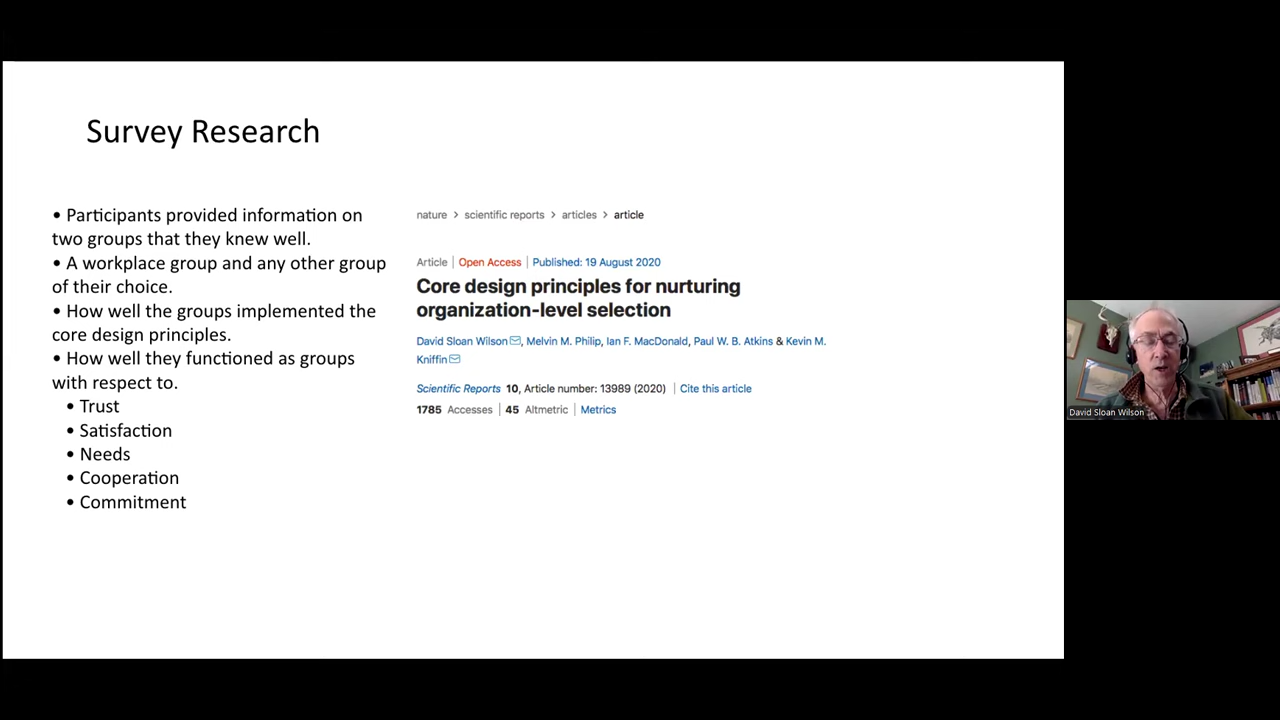 Survey Research
• Participants provided information on
two groups that they knew well.
• A workplace group and any other group
of their choice.
• How well the groups implemented the
core design principles.
• How well they functioned as groups
with respect to.
• Trust
• Satisfaction
• Needs
• Cooperation
• Commitment
nature > scientific reports > articles > article
Article | Open Access | Published: 19 August 2020
Core design principles for nurturing
organization-level selection
David Sloan Wilson, Melvin M. Philip, Ian F. MacDonald, Paul W. B. Atkins & Kevin M.
Kniffin
Scientific Reports 10, Article number: 13989 (2020) | Cite this article
1785 Accesses | 45 Altmetric | Metrics
David Sloan Wilson